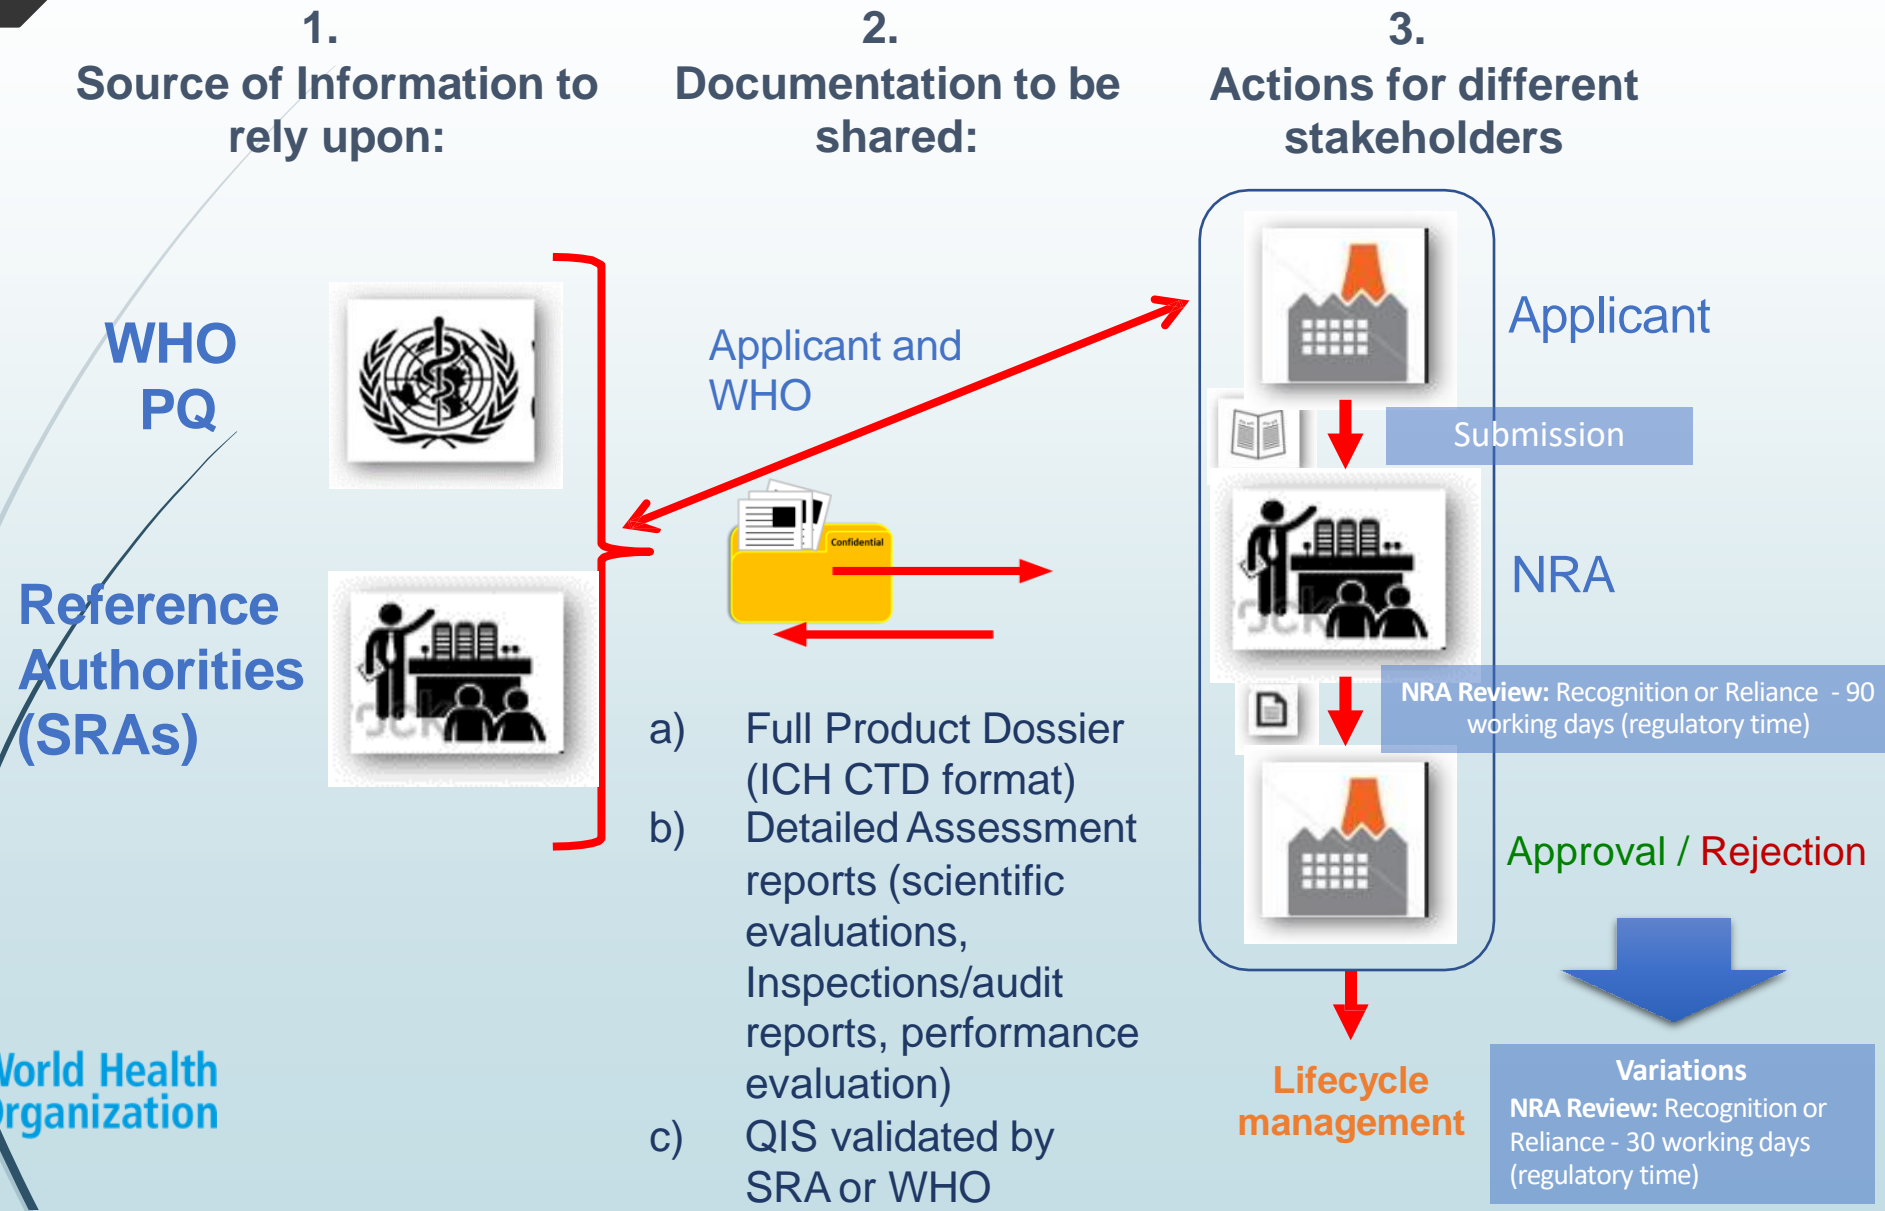 1.
Source of Information to
rely upon:
2.
Documentation to be
shared:
3.
Actions for different
stakeholders
WHO
PQ
Reference
Authorities
(SRAs)
Applicant and
WHO
Confidential
a) Full Product Dossier
(ICH CTD format)
b) Detailed Assessment
reports (scientific
evaluations,
Inspections/audit
reports, performance
evaluation)
c) QIS validated by
SRA or WHO
Applicant
Submission
NRA
NRA Review: Recognition or Reliance - 90
working days (regulatory time)
Approval / Rejection
Lifecycle
management
Variations
NRA Review: Recognition or
Reliance - 30 working days
(regulatory time)
World Health
Organization